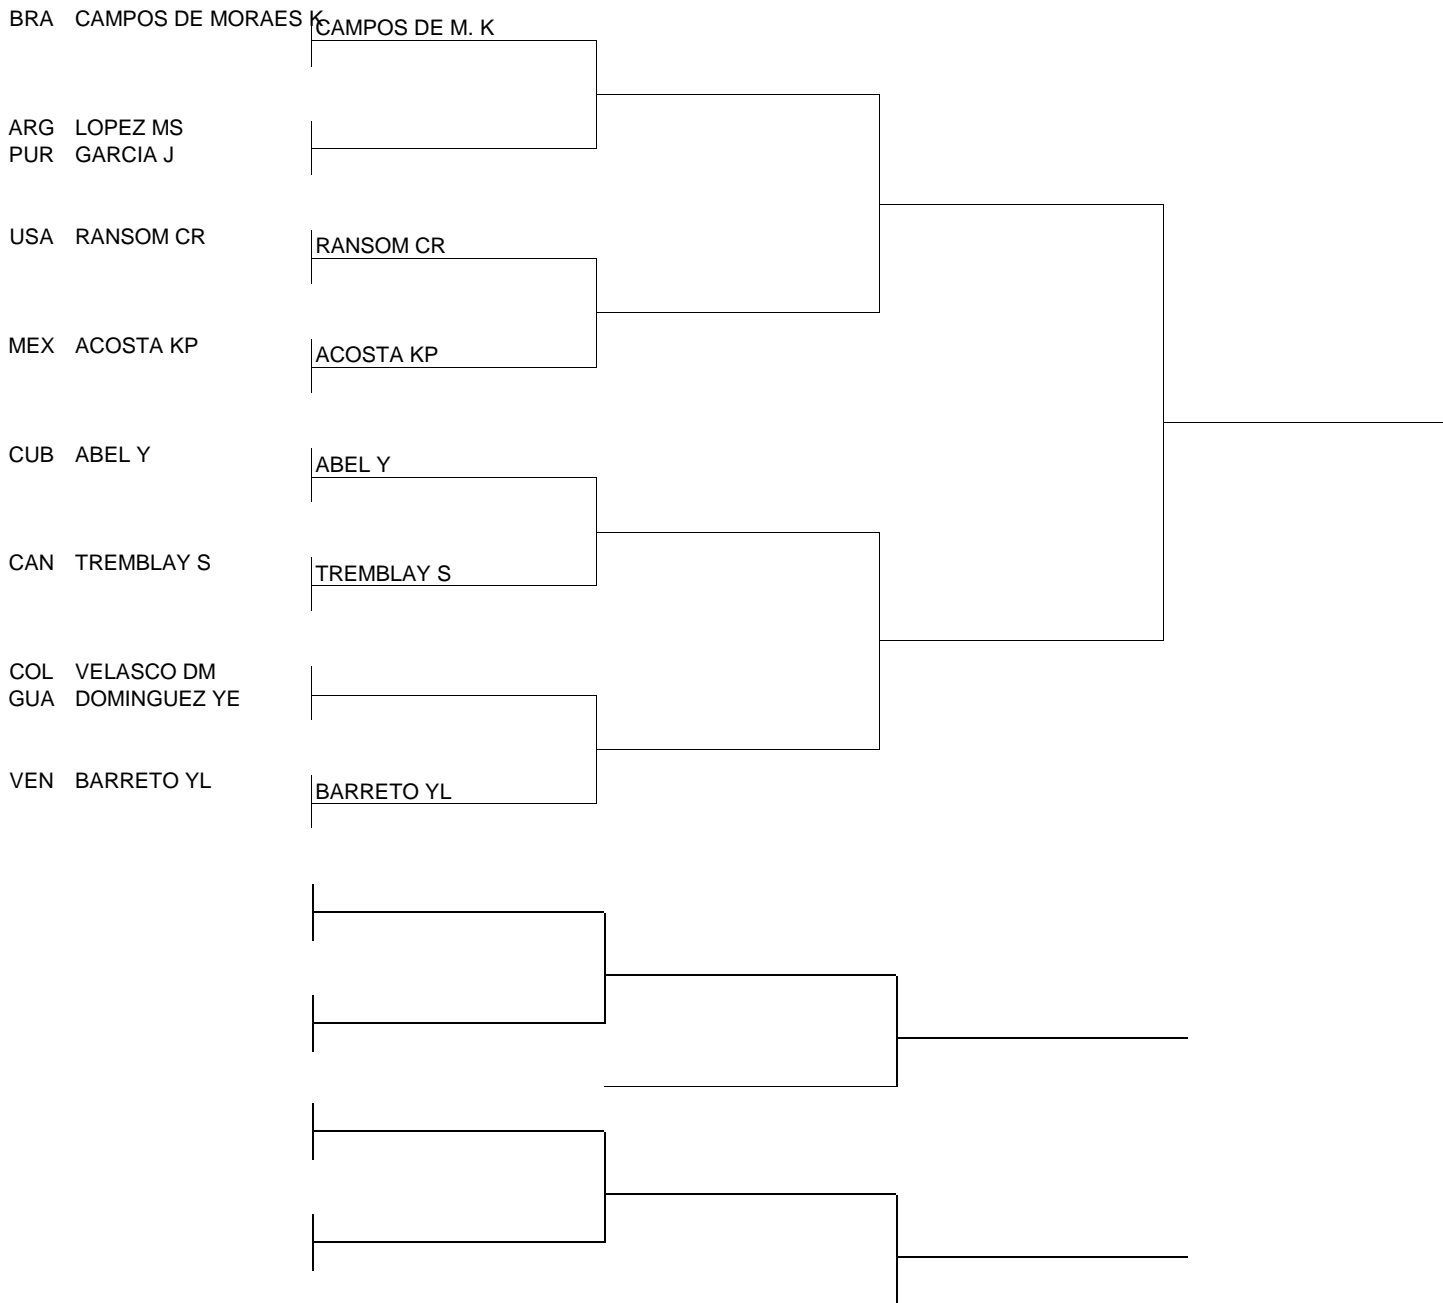 BRA CAMPOS DE MORAES K
CAMPOS DE M. K
ARG LOPEZ MS
PUR GARCIA J
USA RANSOM CR
RANSOM CR
MEX ACOSTA KP
ACOSTA KP
CUB ABEL Y
ABEL Y
CAN TREMBLAY S
TREMBLAY S
COL VELASCO DM
GUA DOMINGUEZ YE
VEN BARRETO YL
BARRETO YL